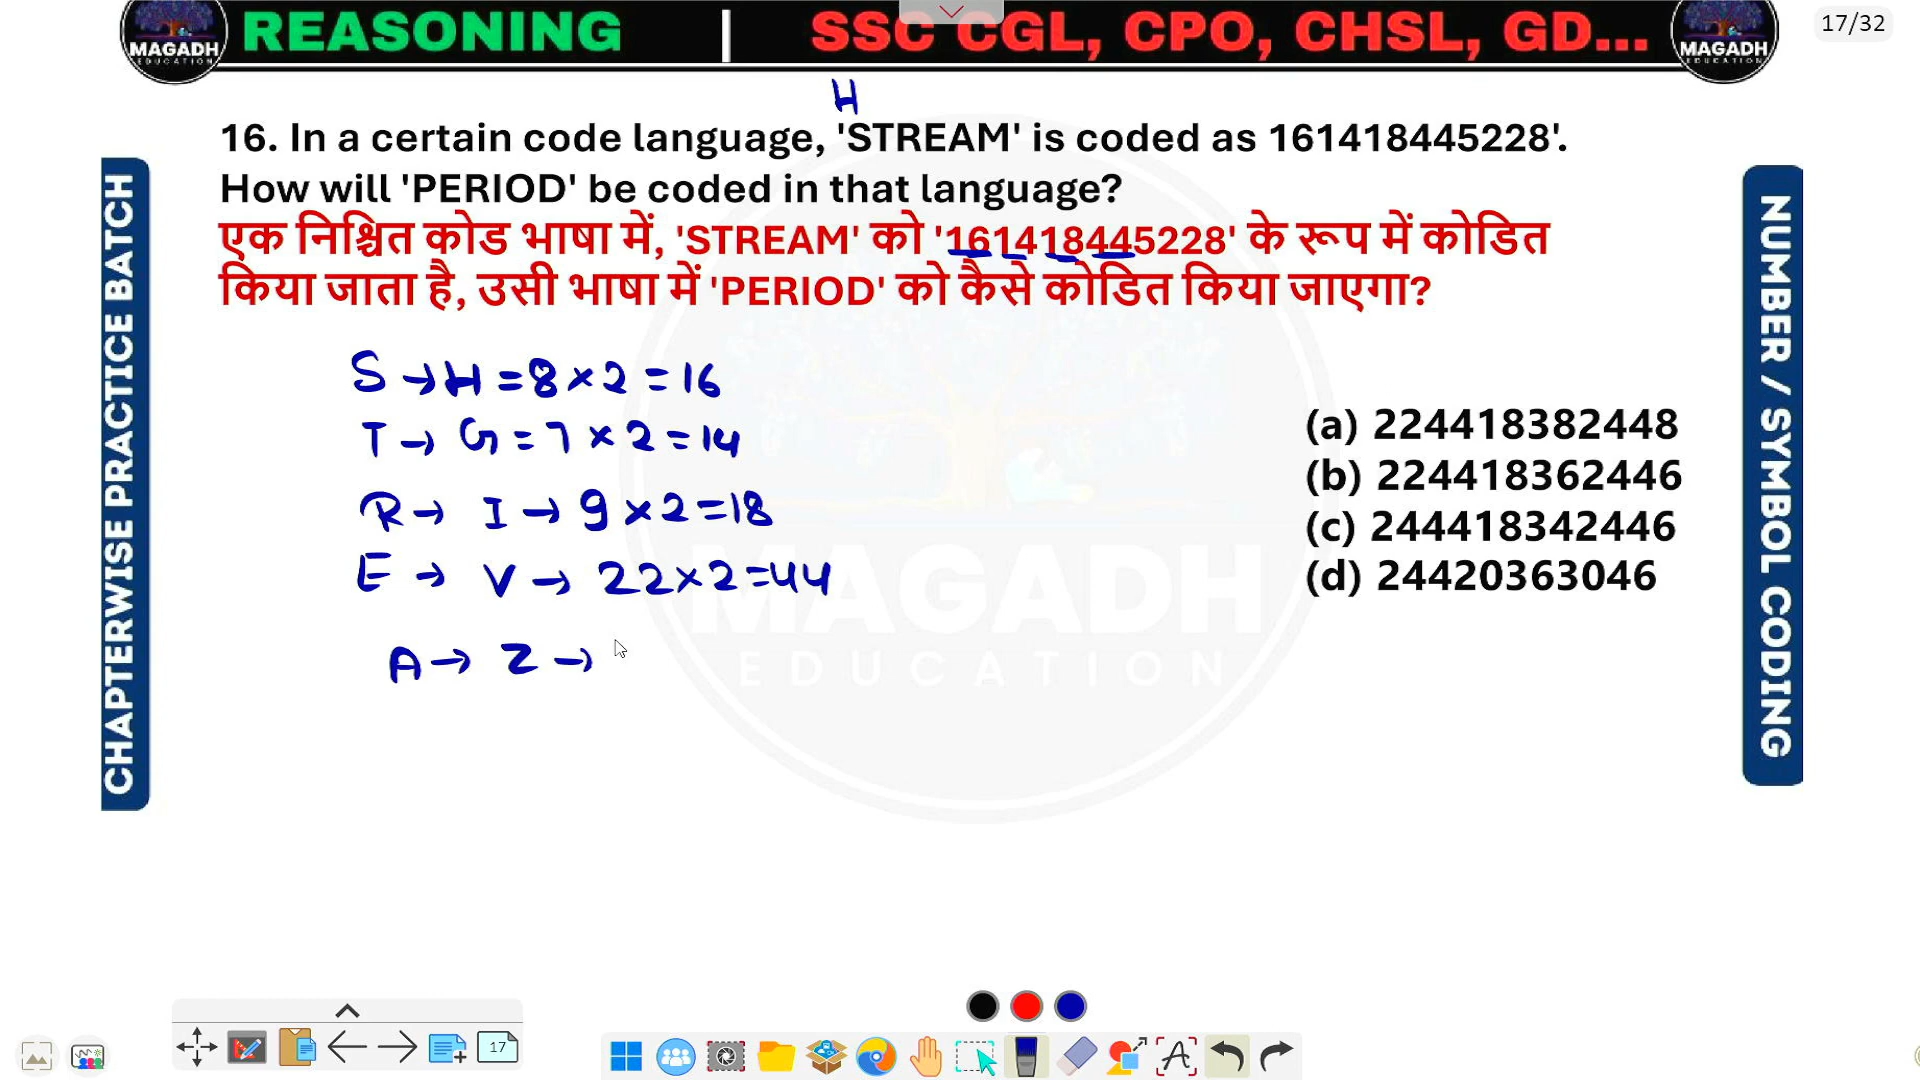 MAGADH
EDUCATION
REASONING | SSC CGL, CPO, CHSL, GD...
MAGADH
EDUCATION
17/32
H
16. In a certain code language, 'STREAM' is coded as 161418445228'.
How will 'PERIOD' be coded in that language?
एक निश्चित कोड भाषा में, 'STREAM' को '161418445228' के रूप में कोडित
किया जाता है, उसी भाषा में 'PERIOD' को कैसे कोडित किया जाएगा?
CHAPTERWISE PRACTICE BATCH
NUMBER / SYMBOL CODING
S → H = 8 × 2 = 16
T → G = 7 × 2 = 14
R → I → 9 × 2 = 18
E → V → 22 × 2 = 44
A → Z →
(a) 224418382448
(b) 224418362446
(c) 244418342446
(d) 24420363046
MAGADH
EDUCATION
17